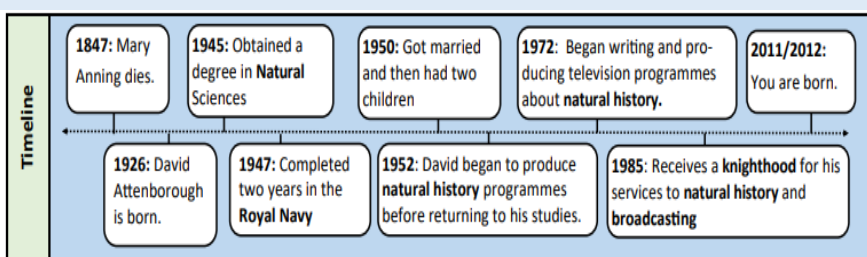 Timeline
1847: Mary
Anning dies.
1926: David
Attenborough
is born.
1945: Obtained a
degree in Natural
Sciences
1947: Completed
two years in the
Royal Navy
1950: Got married
and then had two
children
1952: David began to produce
natural history programmes
before returning to his studies.
1972:  Began writing and pro-
ducing television programmes
about natural history.
1985: Receives a knighthood for his
services to natural history and
broadcasting
2011/2012:
You are born.